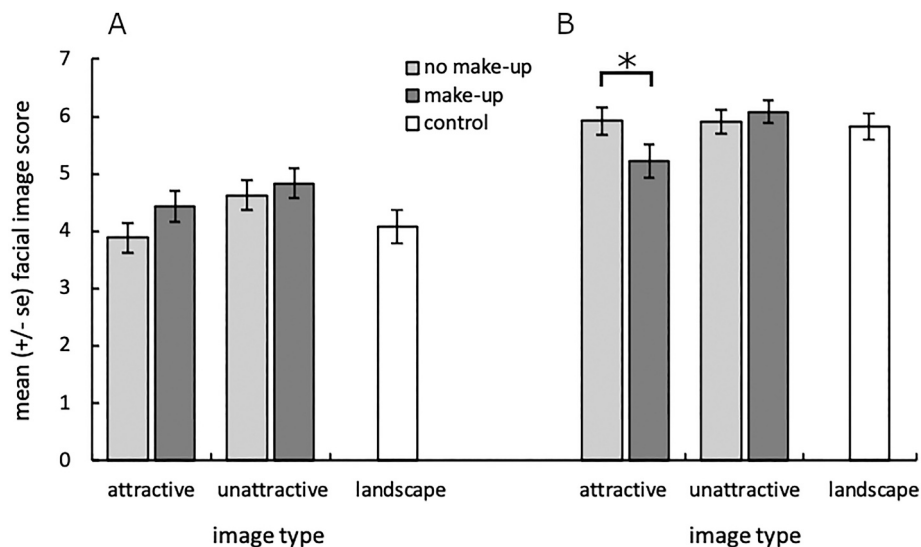 A
B
mean (+/- se) facial image score
7
6
5
4
3
2
1
0
no make-up
make-up
control
*
attractive
unattractive
landscape
image type
attractive
unattractive
landscape
image type